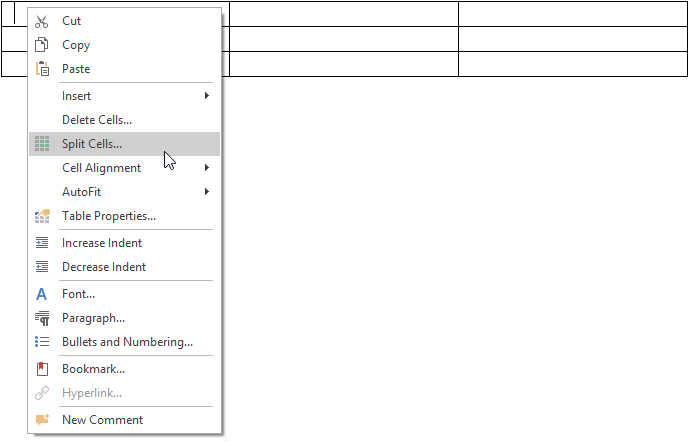 Cut
Copy
Paste
Insert
Delete Cells...
Split Cells...
Cell Alignment
AutoFit
Table Properties...
Increase Indent
Decrease Indent
Font...
Paragraph...
Bullets and Numbering...
Bookmark...
Hyperlink...
New Comment